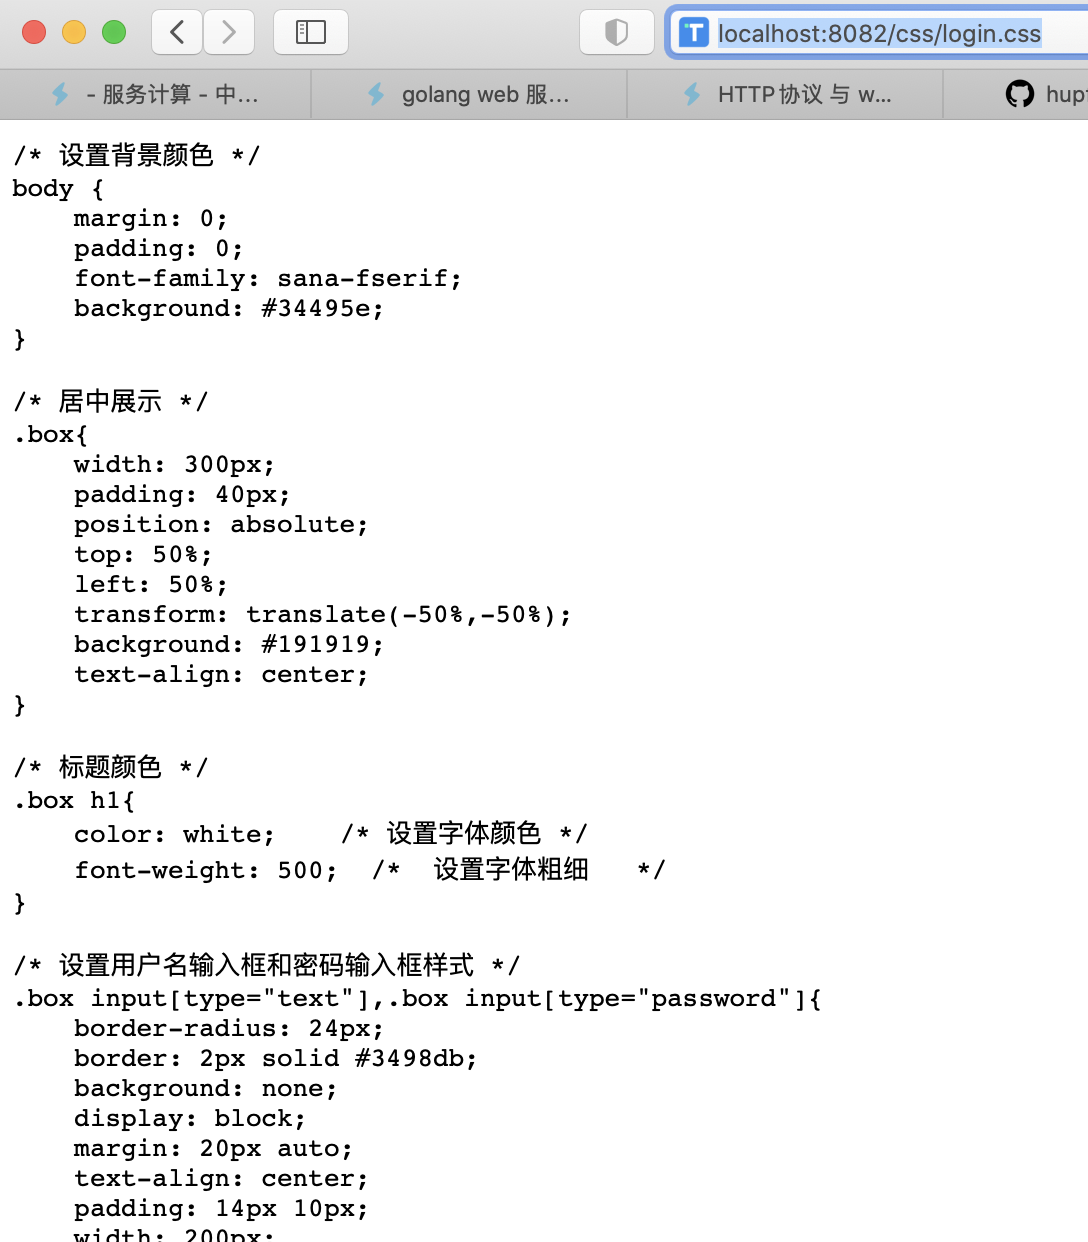 localhost:8082/css/login.css
- 服务计算 - 中...
golang web 服...
HTTP协议 与 w...
/* 设置背景颜色 */
body {
    margin: 0;
    padding: 0;
    font-family: sana-fserif;
    background: #34495e;
}
/* 居中展示 */
.box{
    width: 300px;
    padding: 40px;
    position: absolute;
    top: 50%;
    left: 50%;
    transform: translate(-50%,-50%);
    background: #191919;
    text-align: center;
}
/* 标题颜色 */
.box h1{
    color: white;    /* 设置字体颜色 */
    font-weight: 500;  /*  设置字体粗细   */
}
/* 设置用户名输入框和密码输入框样式 */
.box input[type="text"],.box input[type="password"]{
    border-radius: 24px;
    border: 2px solid #3498db;
    background: none;
    display: block;
    margin: 20px auto;
    text-align: center;
    padding: 14px 10px;
    width: 200px;